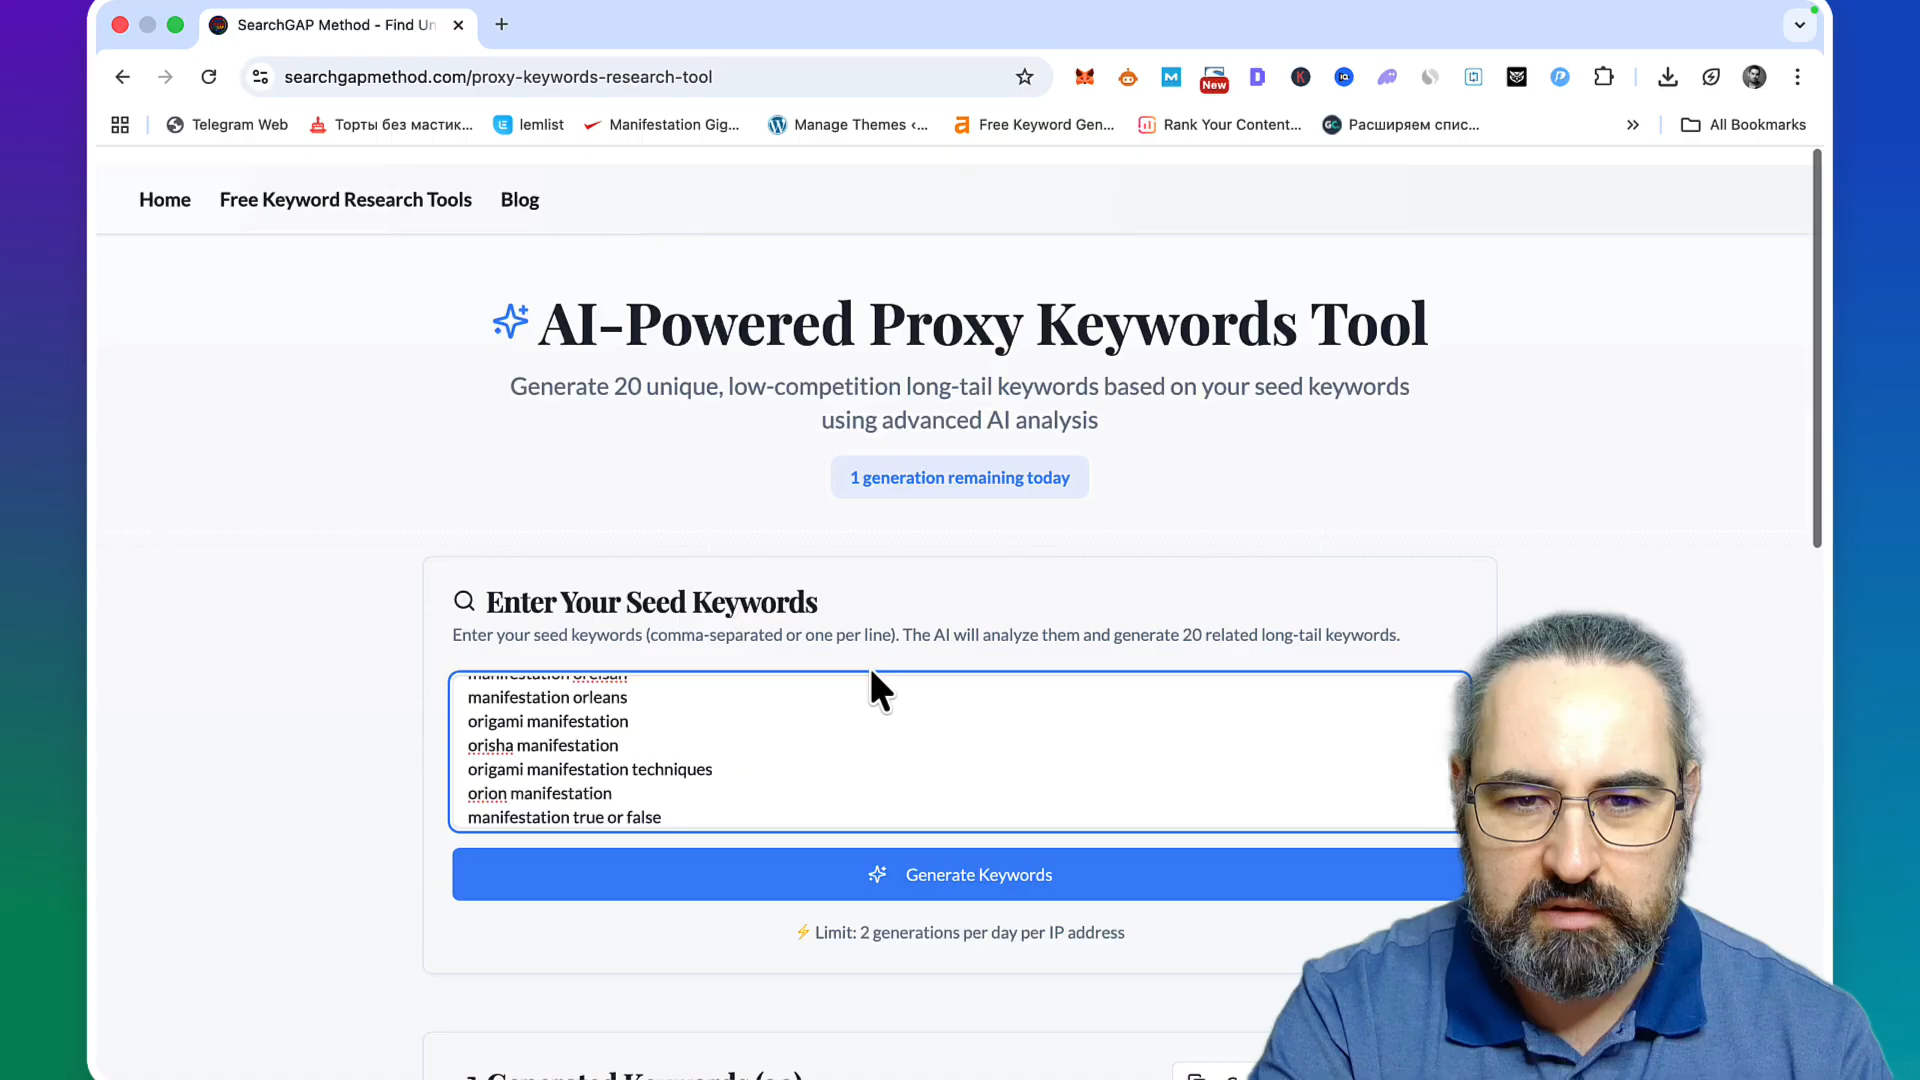 SearchGAP Method - Find Un
searchgapmethod.com/proxy-keywords-research-tool
New
Telegram Web
Торты без мастик...
lemlist
Manifestation Gig...
Manage Themes ‹...
Free Keyword Gen...
Rank Your Content...
Расширяем спис...
All Bookmarks
Home
Free Keyword Research Tools
Blog
AI-Powered Proxy Keywords Tool
Generate 20 unique, low-competition long-tail keywords based on your seed keywords
using advanced AI analysis
1 generation remaining today
Enter Your Seed Keywords
Enter your seed keywords (comma-separated or one per line). The AI will analyze them and generate 20 related long-tail keywords.
manifestation orleans
origami manifestation
orisha manifestation
origami manifestation techniques
orion manifestation
manifestation true or false
Generate Keywords
⚡ Limit: 2 generations per day per IP address